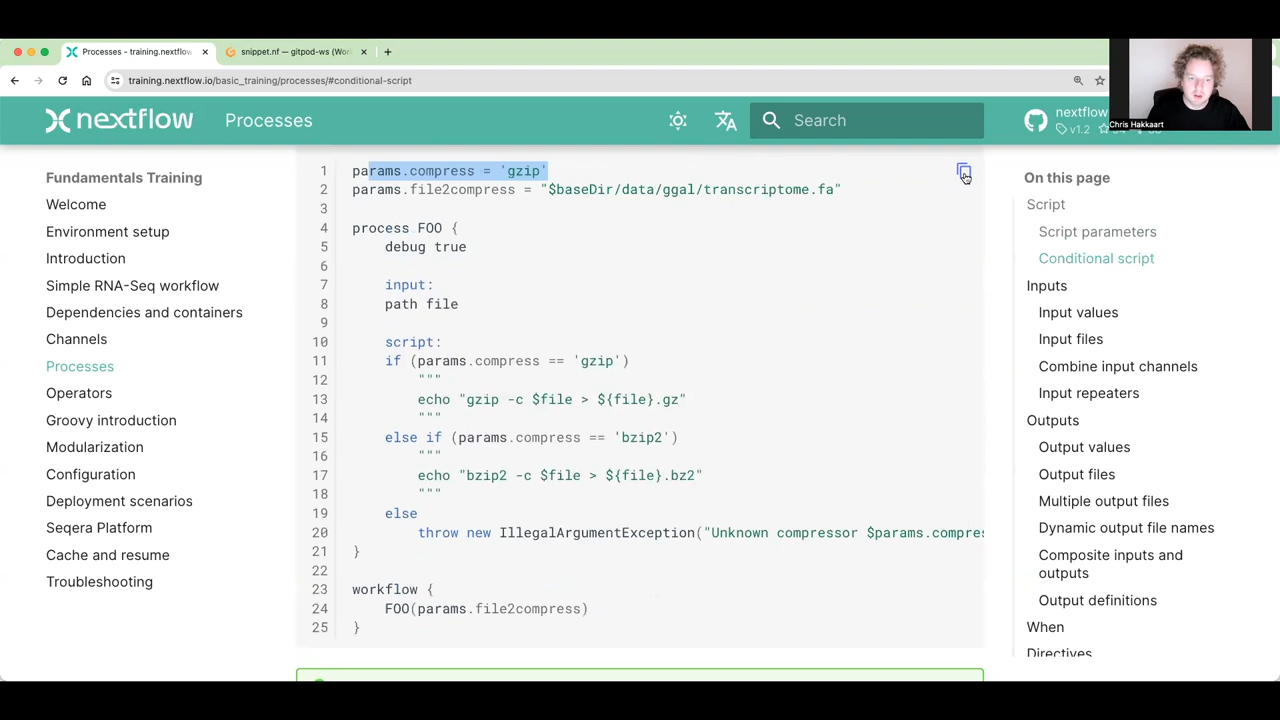 Processes - training.nextflow
snippet.nf — gitpod-ws (Wor
training.nextflow.io/basic_training/processes/#conditional-script
Chris Hakkaart
nextflow
Processes
Search
nextflow
v1.2
Fundamentals Training
Welcome
Environment setup
Introduction
Simple RNA-Seq workflow
Dependencies and containers
Channels
Processes
Operators
Groovy introduction
Modularization
Configuration
Deployment scenarios
Seqera Platform
Cache and resume
Troubleshooting
1 params.compress = 'gzip'
2 params.file2compress = "$baseDir/data/ggal/transcriptome.fa"
3
4 process FOO {
5 debug true
6
7 input:
8 path file
9
10 script:
11 if (params.compress == 'gzip')
12 """
13 echo "gzip -c $file > ${file}.gz"
14 """
15 else if (params.compress == 'bzip2')
16 """
17 echo "bzip2 -c $file > ${file}.bz2"
18 """
19 else
20 throw new IllegalArgumentException("Unknown compressor $params.compres
21 }
22
23 workflow {
24 FOO(params.file2compress)
25 }
On this page
Script
Script parameters
Conditional script
Inputs
Input values
Input files
Combine input channels
Input repeaters
Outputs
Output values
Output files
Multiple output files
Dynamic output file names
Composite inputs and
outputs
Output definitions
When
Directives